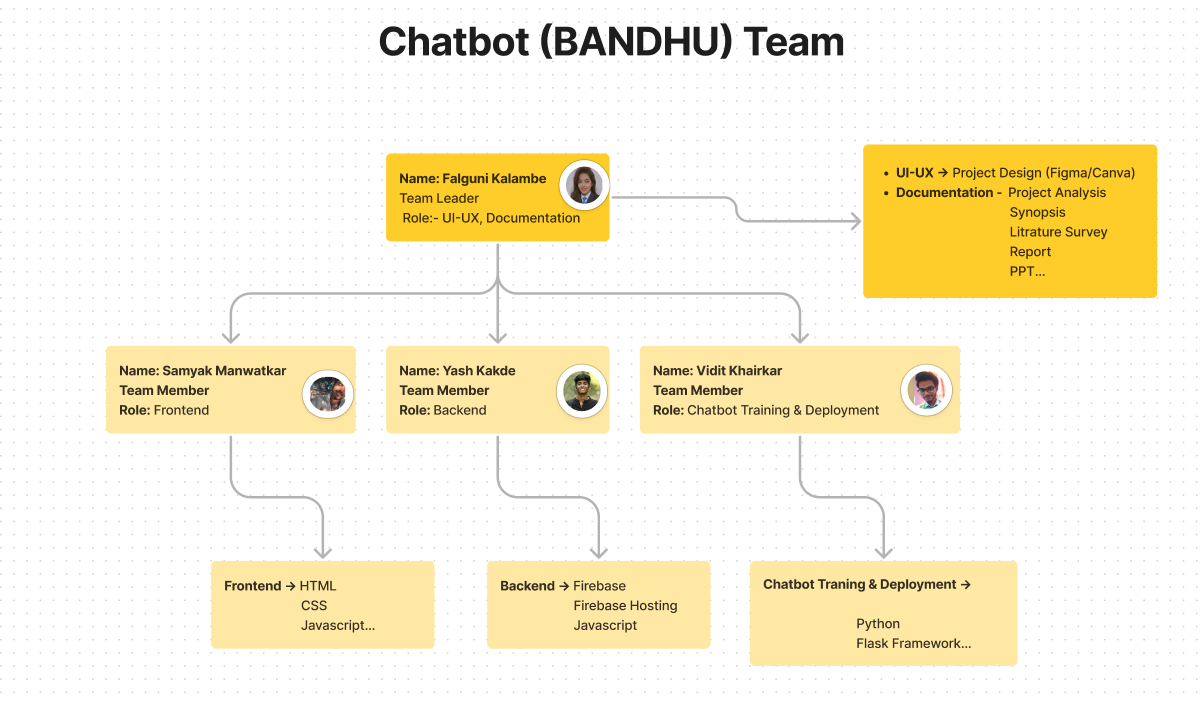 Chatbot (BANDHU) Team
Name: Falguni Kalambe
Team Leader
Role:- UI-UX, Documentation
• UI-UX → Project Design (Figma/Canva)
• Documentation - Project Analysis
Synopsis
Litrature Survey
Report
PPT...
Name: Samyak Manwatkar
Team Member
Role: Frontend
Name: Yash Kakde
Team Member
Role: Backend
Name: Vidit Khairkar
Team Member
Role: Chatbot Training & Deployment
Frontend → HTML
CSS
Javascript...
Backend → Firebase
Firebase Hosting
Javascript
Chatbot Traning & Deployment →
Python
Flask Framework...